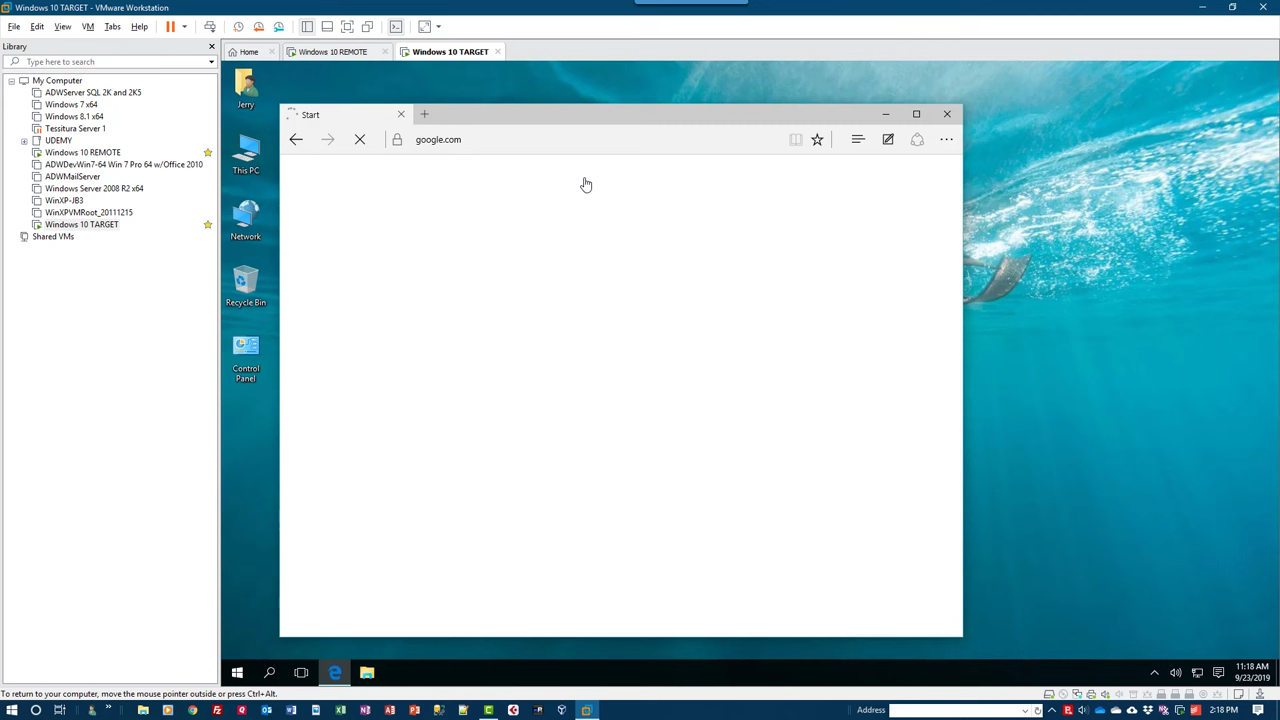 Windows 10 TARGET - VMware Workstation
File Edit View VM Tabs Help
Library
Type here to search
My Computer
ADWServer SQL 2K and 2K5
Windows 7 x64
Windows 8.1 x64
Tessitura Server 1
UDEMY
Windows 10 REMOTE
ADWDevWin7-64 Win 7 Pro 64 w/Office 2010
ADWMailServer
Windows Server 2008 R2 x64
WinXP-JB3
WinXPVMRoot_20111215
Windows 10 TARGET
Shared VMs
Home Windows 10 REMOTE Windows 10 TARGET
Jerry
This PC
Network
Recycle Bin
Control
Panel
Start
google.com
11:18 AM
9/23/2019
To return to your computer, move the mouse pointer outside or press Ctrl+Alt.
Address
2:18 PM